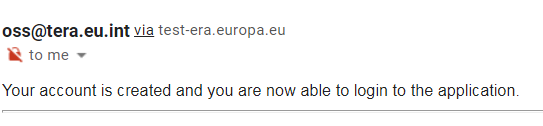 oss@tera.eu.int via test-era.europa.eu
to me
Your account is created and you are now able to login to the application.